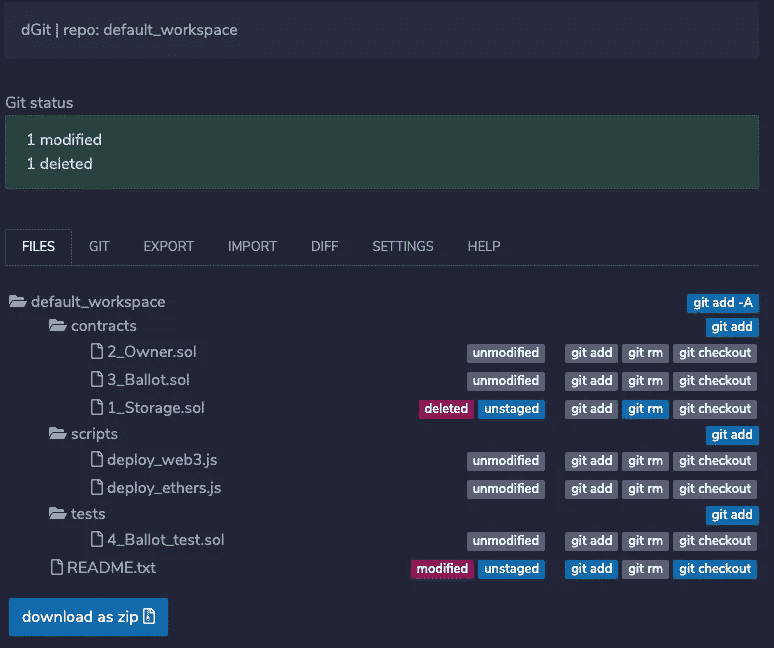 dGit | repo: default_workspace
Git status
1 modified
1 deleted
FILES GIT EXPORT IMPORT DIFF SETTINGS HELP
default_workspace git add -A
contracts git add
2_Owner.sol unmodified git add git rm git checkout
3_Ballot.sol unmodified git add git rm git checkout
1_Storage.sol deleted unstaged git add git rm git checkout
scripts git add
deploy_web3.js unmodified git add git rm git checkout
deploy_ethers.js unmodified git add git rm git checkout
tests git add
4_Ballot_test.sol unmodified git add git rm git checkout
README.txt modified unstaged git add git rm git checkout
download as zip